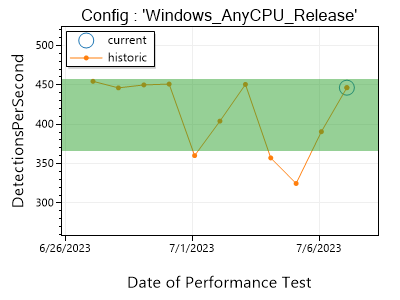 Config : 'Windows_AnyCPU_Release'
current
historic
DetectionsPerSecond
500
450
400
350
300
6/26/2023
7/1/2023
7/6/2023
Date of Performance Test